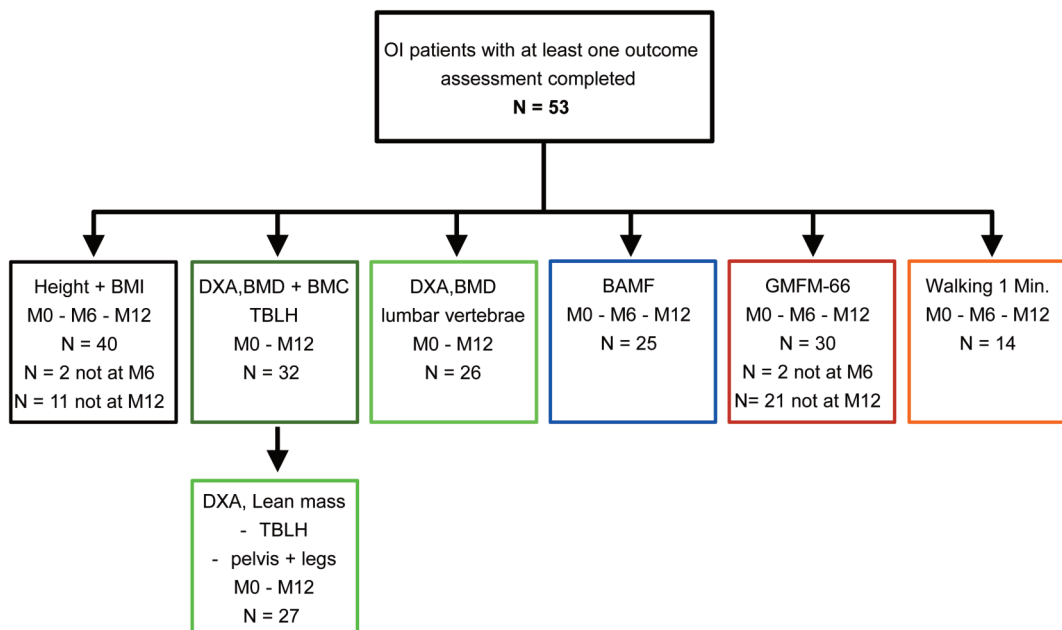 OI patients with at least one outcome
assessment completed
N = 53
Height + BMI
M0 - M6 - M12
N = 40
N = 2 not at M6
N = 11 not at M12
DXA,BMD + BMC
TBLH
M0 - M12
N = 32
DXA,BMD
lumbar vertebrae
M0 - M12
N = 26
BAMF
M0 - M6 - M12
N = 25
GMFM-66
M0 - M6 - M12
N = 30
N = 2 not at M6
N= 21 not at M12
Walking 1 Min.
M0 - M6 - M12
N = 14
DXA, Lean mass
- TBLH
- pelvis + legs
M0 - M12
N = 27